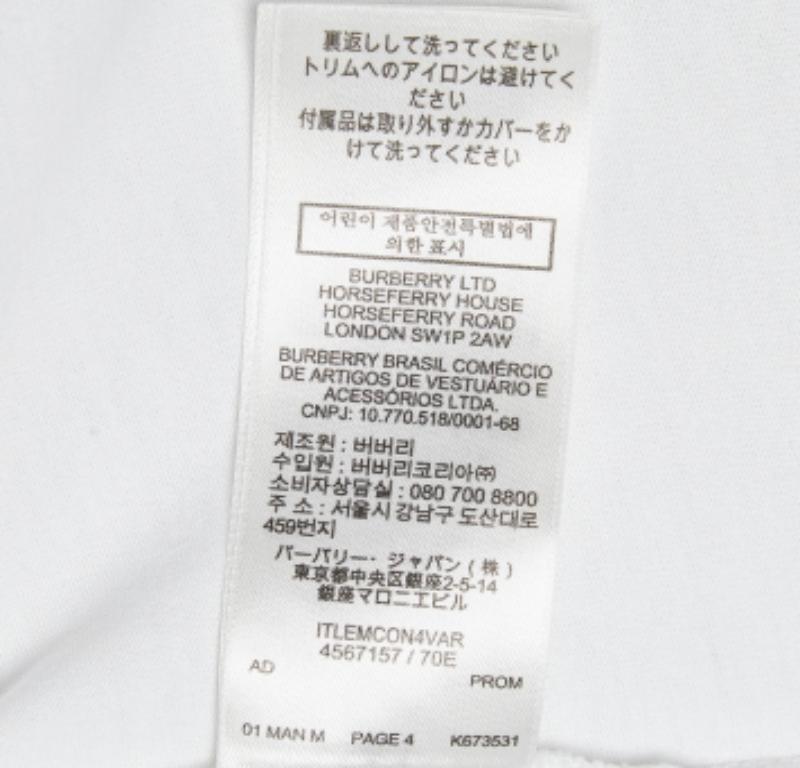 裏返しして洗ってください
トリムへのアイロンは避けてく
ださい
付属品は取り外すかカバーをか
けて洗ってください
어린이 제품안전특별법에
의한 표시
BURBERRY LTD
HORSEFERRY HOUSE
HORSEFERRY ROAD
LONDON SW1P 2AW
BURBERRY BRASIL COMÉRCIO
DE ARTIGOS DE VESTUÁRIO E
ACESSÓRIOS LTDA.
CNPJ: 10.770.518/0001-68
제조원 : 버버리
수입원 : 버버리코리아㈜
소비자상담실 : 080 700 8800
주 소 : 서울시 강남구 도산대로
459번지
バーバリー・ジャパン ( 株 )
東京都中央区銀座2-5-14
銀座マロニエビル
ITLEMCON4VAR
4567157 / 70E
AD
PROM
01 MAN M PAGE 4 K673531